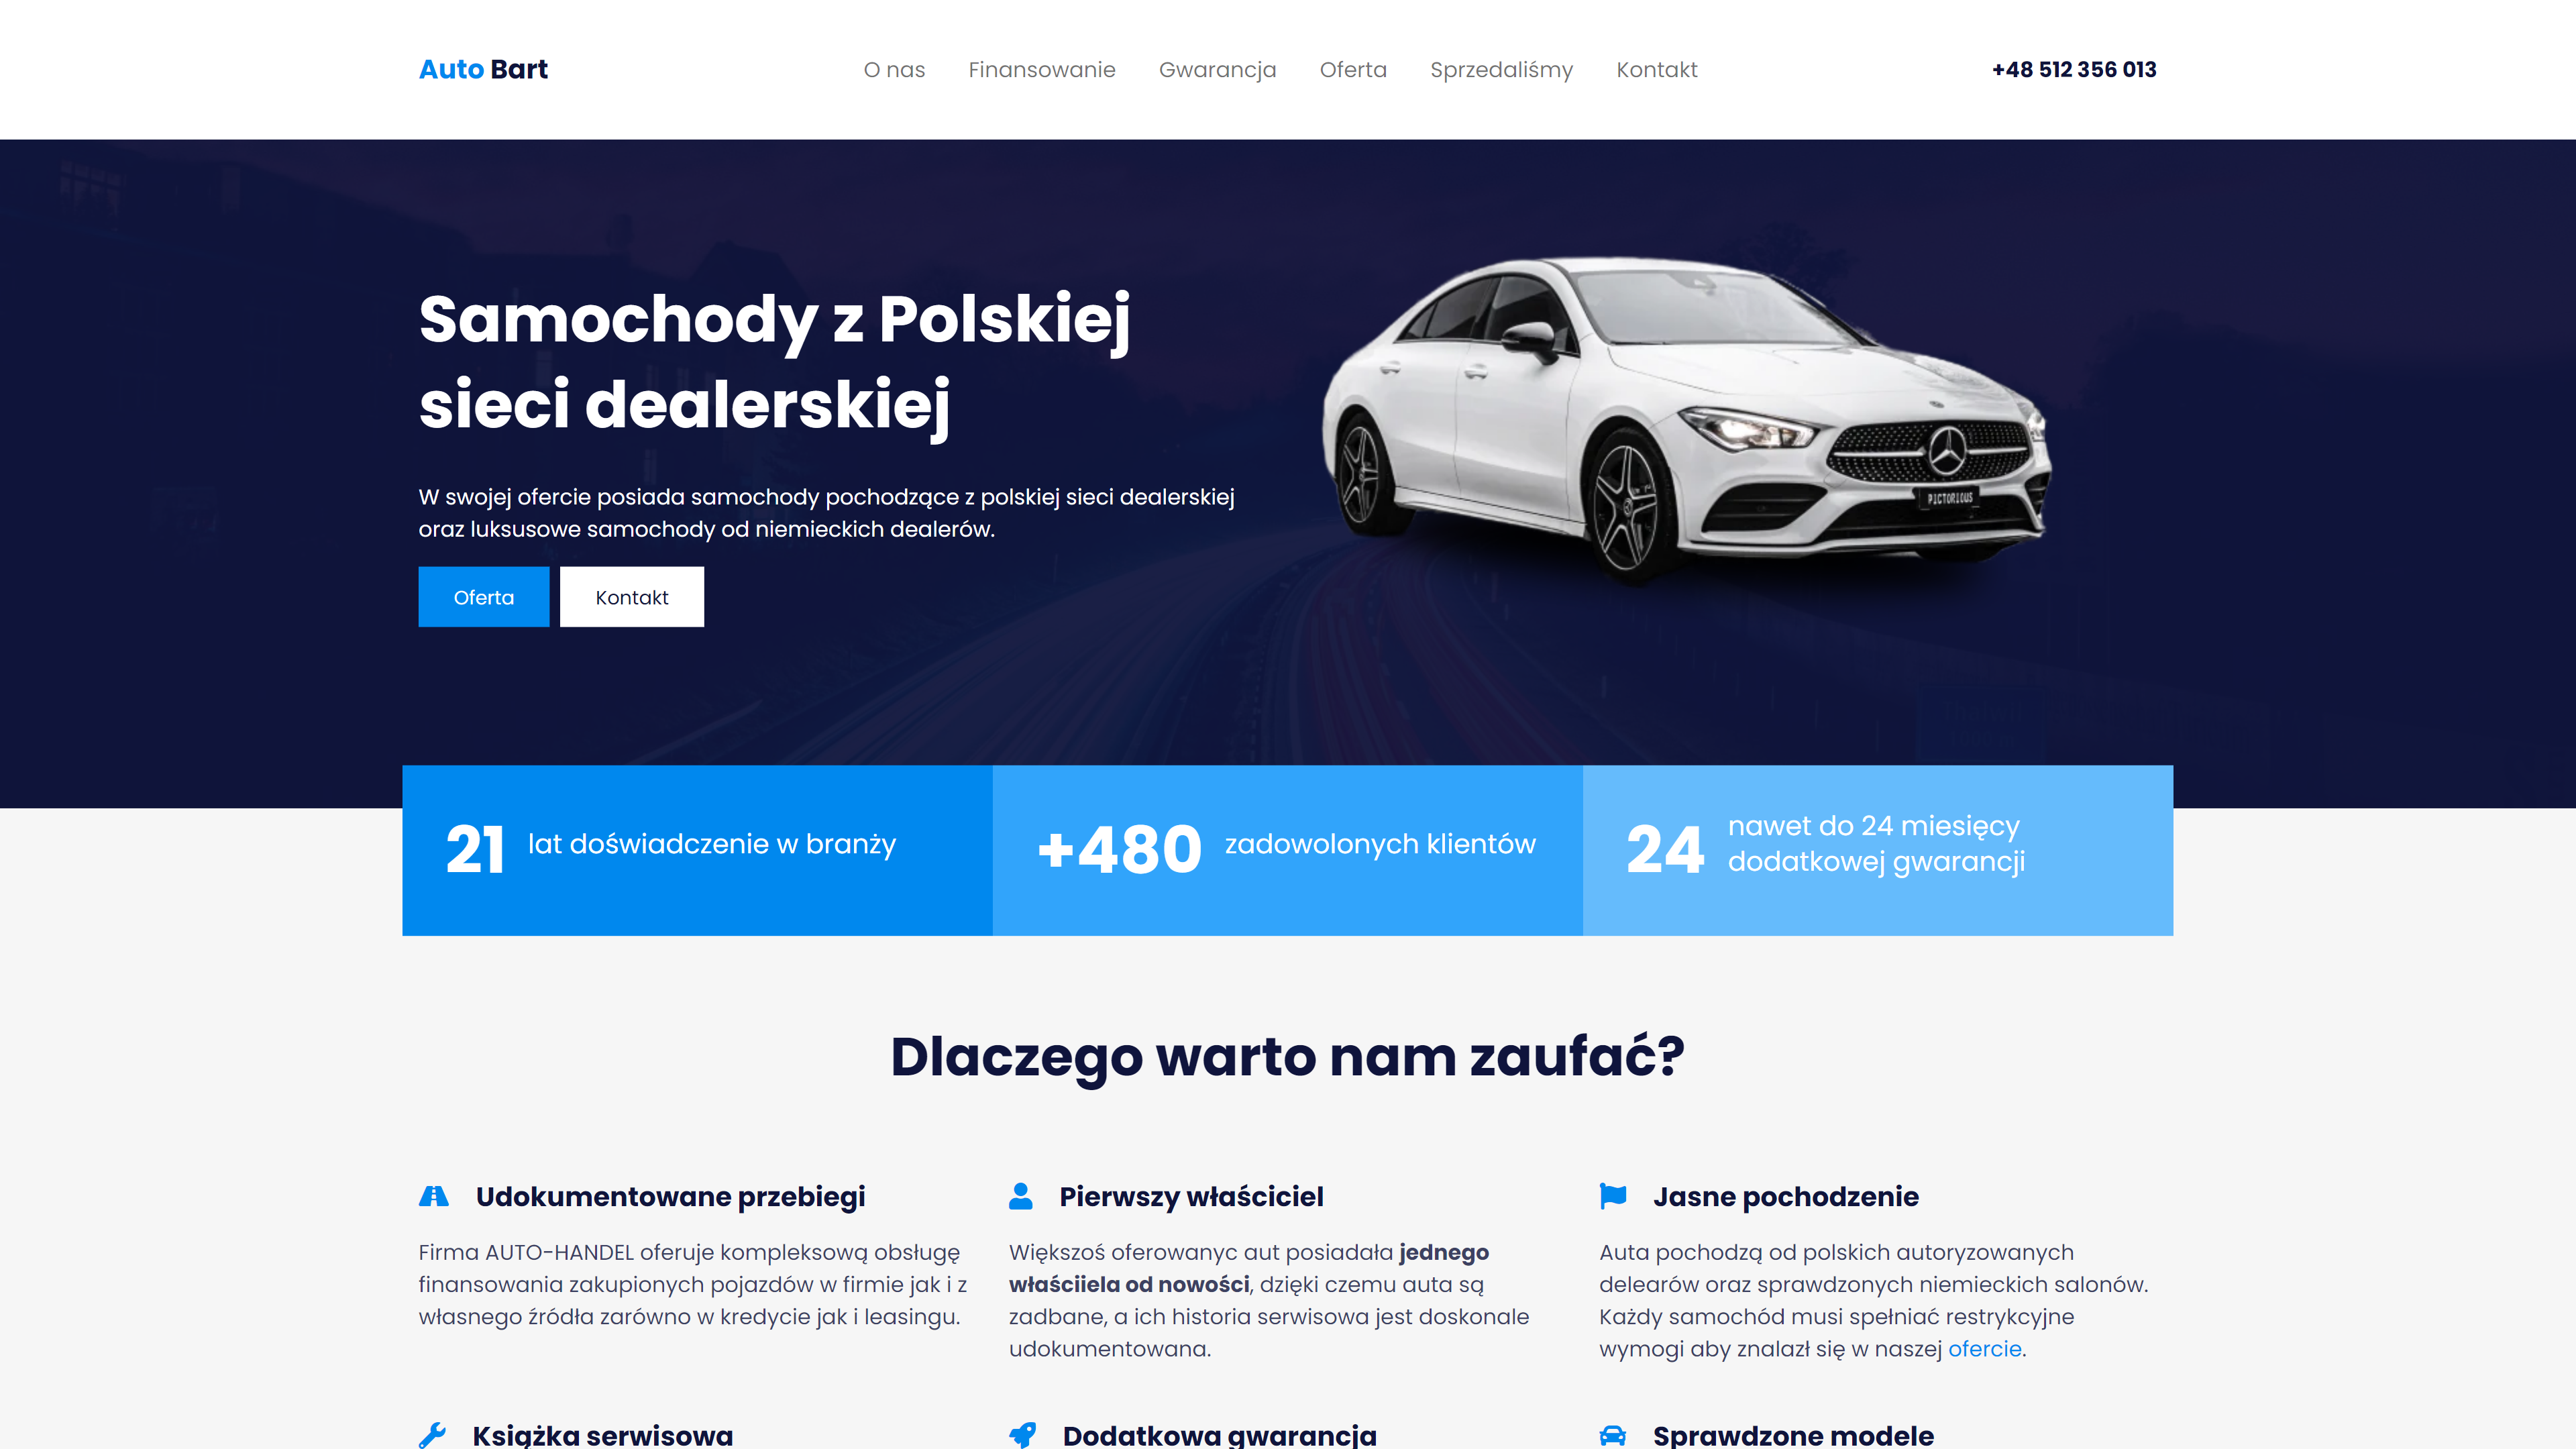 Auto Bart
O nas
Finansowanie
Gwarancja
Oferta
Sprzedaliśmy
Kontakt
+48 512 356 013
Samochody z Polskiej
sieci dealerskiej
W swojej ofercie posiada samochody pochodzące z polskiej sieci dealerskiej
oraz luksusowe samochody od niemieckich dealerów.
Oferta
Kontakt
PICTORIOUS
21 lat doświadczenie w branży
+480 zadowolonych klientów
24 nawet do 24 miesięcy
dodatkowej gwarancji
Dlaczego warto nam zaufać?
Udokumentowane przebiegi
Firma AUTO-HANDEL oferuje kompleksową obsługę
finansowania zakupionych pojazdów w firmie jak i z
własnego źródła zarówno w kredycie jak i leasingu.
Pierwszy właściciel
Większoś oferowanyc aut posiadała jednego
właściiela od nowości, dzięki czemu auta są
zadbane, a ich historia serwisowa jest doskonale
udokumentowana.
Jasne pochodzenie
Auta pochodzą od polskich autoryzowanych
delearów oraz sprawdzonych niemieckich salonów.
Każdy samochód musi spełniać restrykcyjne
wymogi aby znalazł się w naszej ofercie.
Książka serwisowa
Dodatkowa gwarancja
Sprawdzone modele